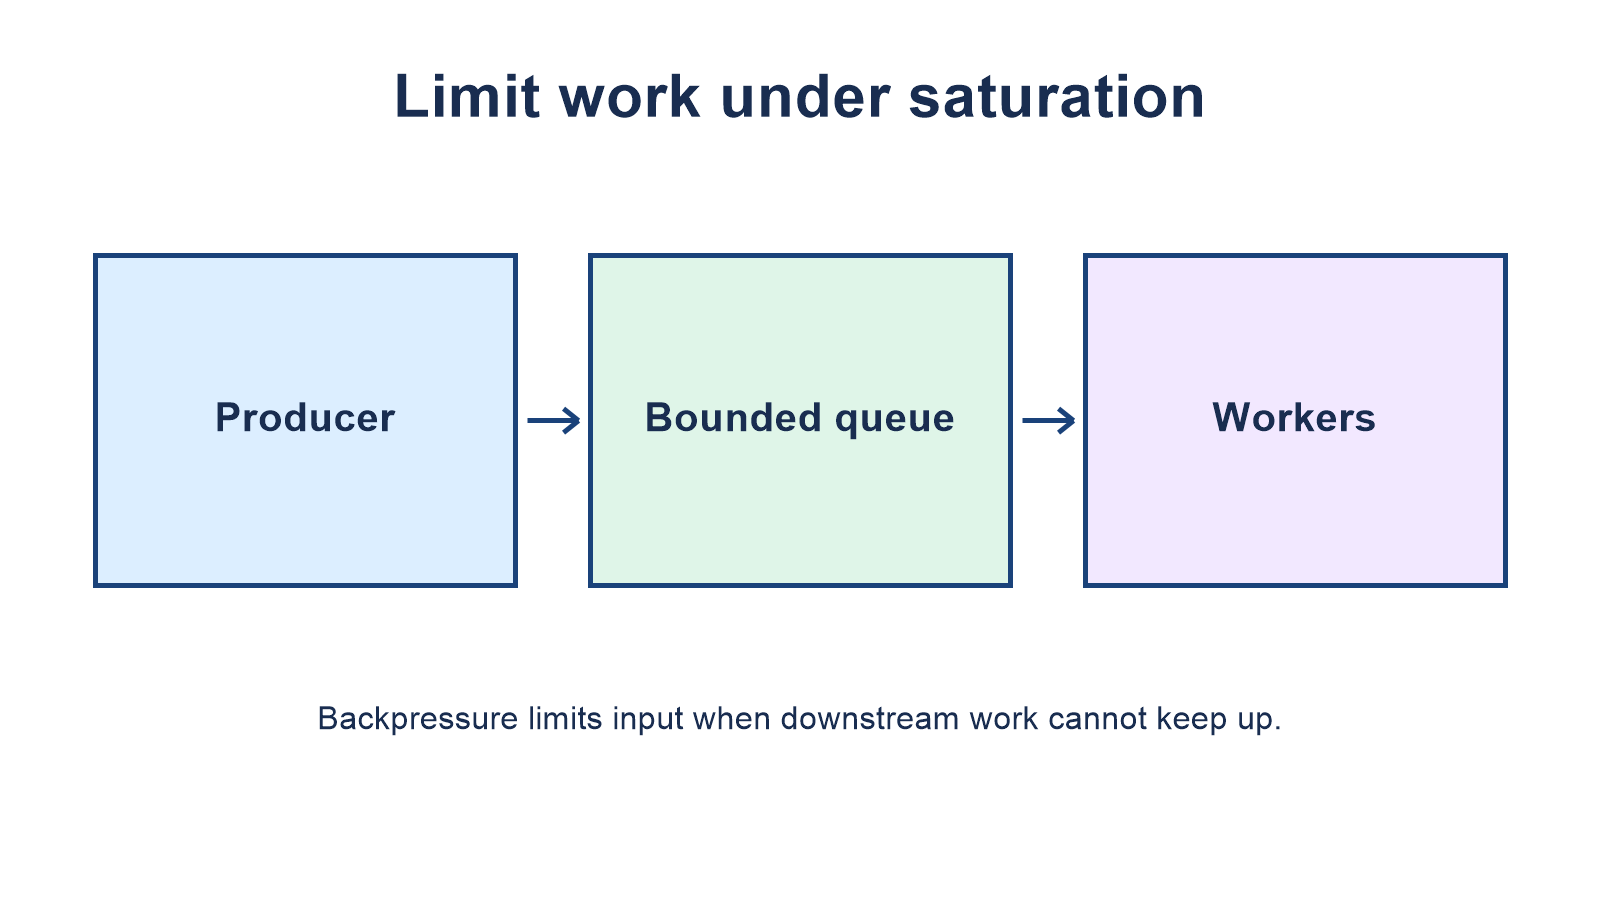 Limit work under saturation
Producer
Bounded queue
Workers
Backpressure limits input when downstream work cannot keep up.